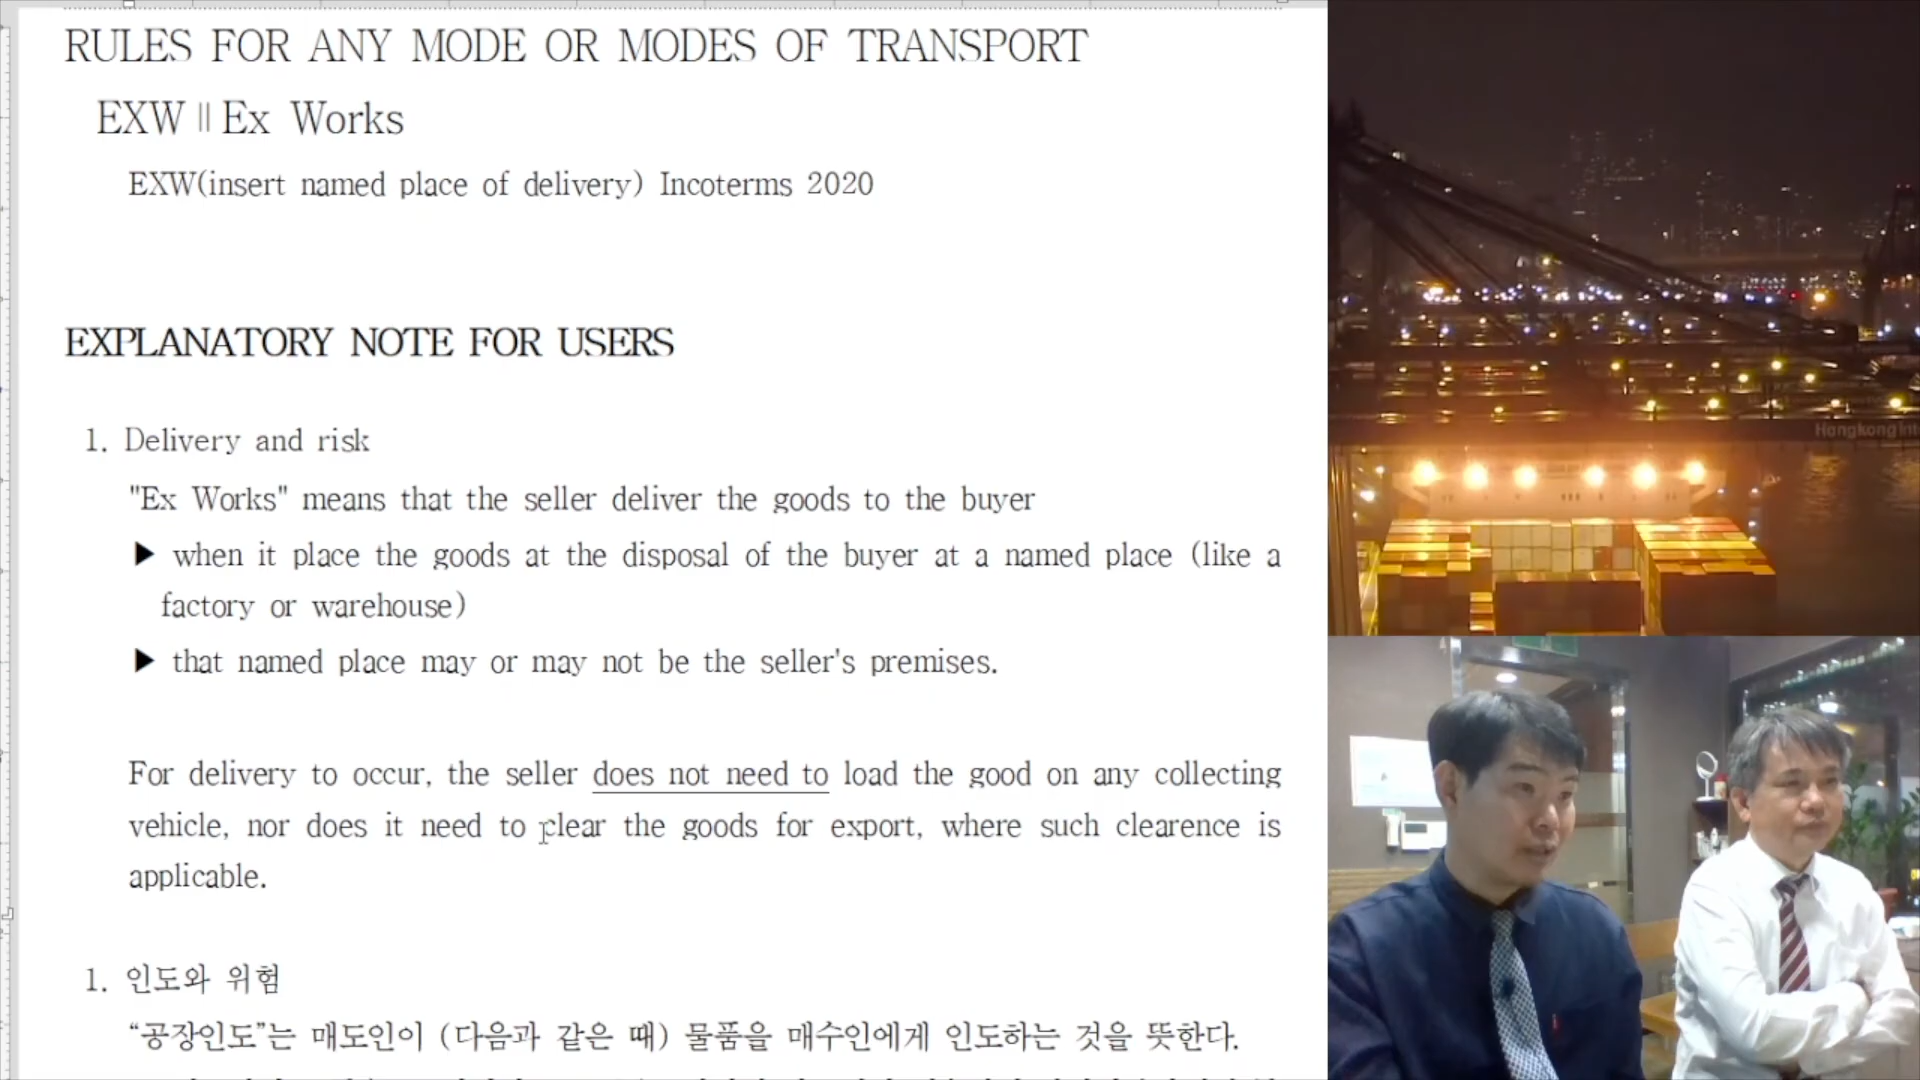 RULES FOR ANY MODE OR MODES OF TRANSPORT
EXW || Ex Works
EXW(insert named place of delivery) Incoterms 2020
EXPLANATORY NOTE FOR USERS
1. Delivery and risk
"Ex Works" means that the seller deliver the goods to the buyer
▶ when it place the goods at the disposal of the buyer at a named place (like a
factory or warehouse)
▶ that named place may or may not be the seller's premises.
For delivery to occur, the seller does not need to load the good on any collecting
vehicle, nor does it need to clear the goods for export, where such clearence is
applicable.
1. 인도와 위험
“공장인도”는 매도인이 (다음과 같은 때) 물품을 매수인에게 인도하는 것을 뜻한다.
Hongkong